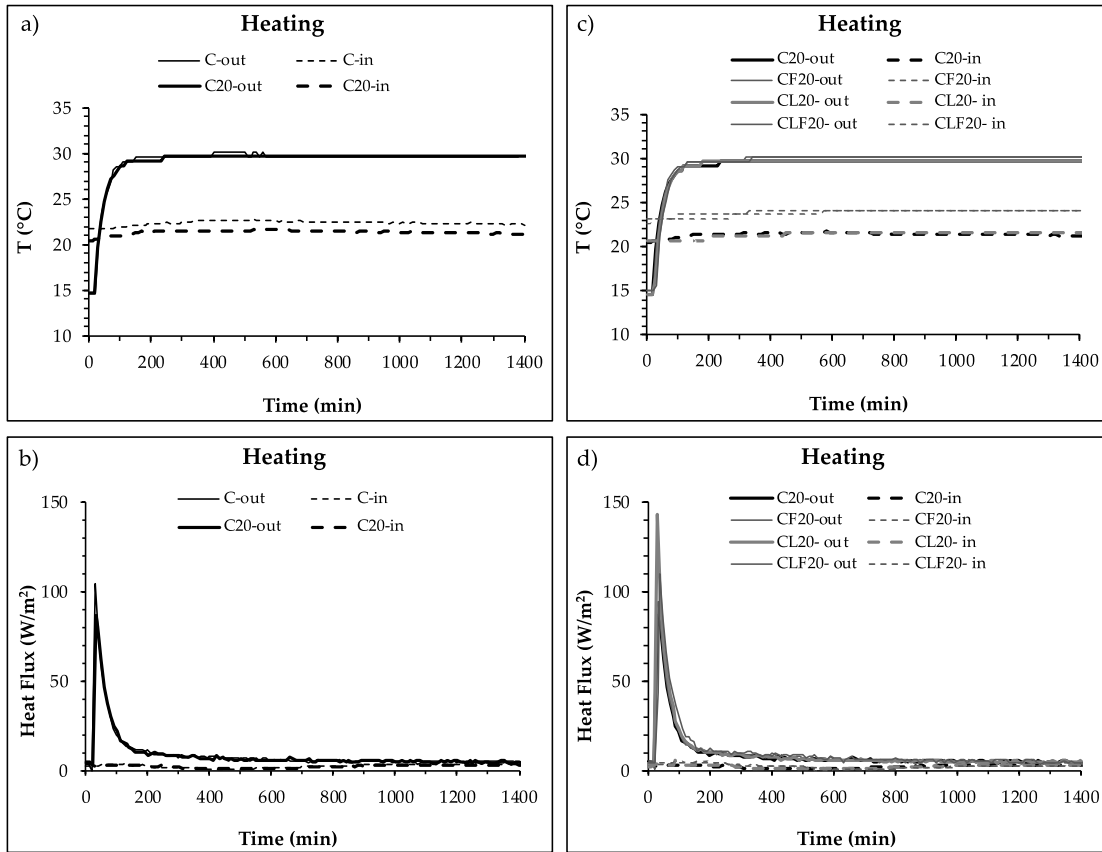 a) Heating
C-out C-in
C20-out C20-in
35
30
25
20
15
10
T (°C)
0 200 400 600 800 1000 1200 1400
Time (min)
c) Heating
C20-out C20-in
CF20-out CF20-in
CL20- out CL20- in
CLF20- out CLF20- in
35
30
25
20
15
10
T (°C)
0 200 400 600 800 1000 1200 1400
Time (min)
b) Heating
C-out C-in
C20-out C20-in
150
100
50
0
Heat Flux (W/m²)
0 200 400 600 800 1000 1200 1400
Time (min)
d) Heating
C20-out C20-in
CF20-out CF20-in
CL20- out CL20- in
CLF20- out CLF20- in
150
100
50
0
Heat Flux (W/m²)
0 200 400 600 800 1000 1200 1400
Time (min)